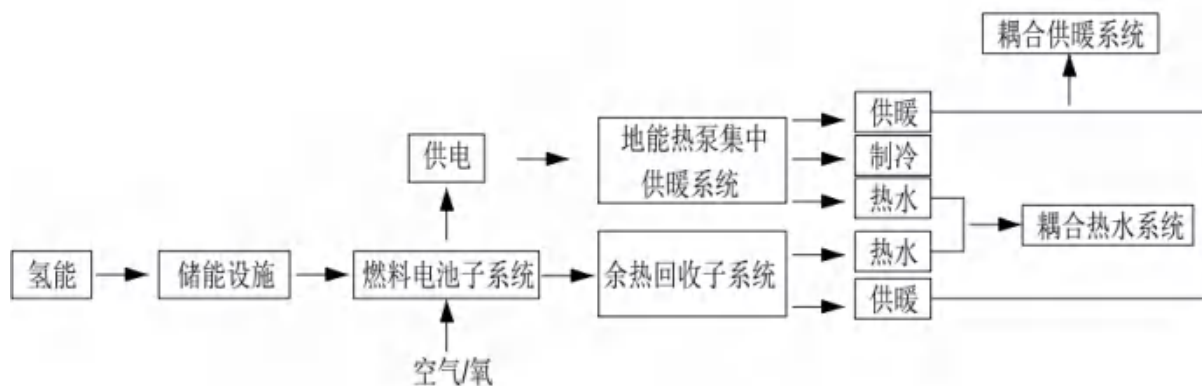 耦合供暖系统
供暖
地能热泵集中
供暖系统
供电
制冷
热水
耦合热水系统
氢能
储能设施
燃料电池子系统
余热回收子系统
热水
供暖
空气/氧